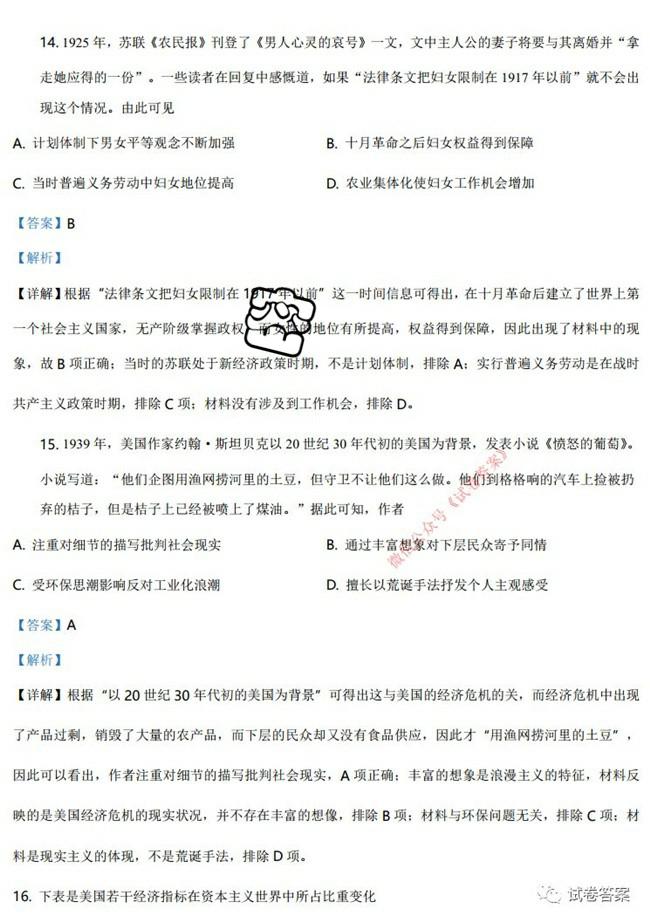 14. 1925 年，苏联《农民报》刊登了《男人心灵的哀号》一文，文中主人公的妻子将要与其离婚并“拿
走她应得的一份”。一些读者在回复中感慨道，如果“法律条文把妇女限制在 1917 年以前”就不会出
现这个情况。由此可见
A. 计划体制下男女平等观念不断加强 B. 十月革命之后妇女权益得到保障
C. 当时普遍义务劳动中妇女地位提高 D. 农业集体化使妇女工作机会增加
【答案】B
【解析】
【详解】根据“法律条文把妇女限制在 1917 年以前”这一时间信息可得出，在十月革命后建立了世界上第
一个社会主义国家，无产阶级掌握政权，而女性的地位有所提高，权益得到保障，因此出现了材料中的现
象，故 B 项正确；当时的苏联处于新经济政策时期，不是计划体制，排除 A；实行普遍义务劳动是在战时
共产主义政策时期，排除 C 项；材料没有涉及到工作机会，排除 D。
15. 1939 年，美国作家约翰·斯坦贝克以 20 世纪 30 年代初的美国为背景，发表小说《愤怒的葡萄》。
小说写道：“他们企图用渔网捞河里的土豆，但守卫不让他们这么做。他们到格格响的汽车上捡被扔
弃的桔子，但是桔子上已经被喷上了煤油。”据此可知，作者
A. 注重对细节的描写批判社会现实 B. 通过丰富想象对下层民众寄予同情
C. 受环保思潮影响反对工业化浪潮 D. 擅长以荒诞手法抒发个人主观感受
微信公众号《试卷答案》
【答案】A
【解析】
【详解】根据“以 20 世纪 30 年代初的美国为背景”可得出这与美国的经济危机的关，而经济危机中出现
了产品过剩，销毁了大量的农产品，而下层的民众却又没有食品供应，因此才“用渔网捞河里的土豆”，
因此可以看出，作者注重对细节的描写批判社会现实，A 项正确；丰富的想象是浪漫主义的特征，材料反
映的是美国经济危机的现实状况，并不存在丰富的想像，排除 B 项；材料与环保问题无关，排除 C 项；材
料是现实主义的体现，不是荒诞手法，排除 D 项。
16. 下表是美国若干经济指标在资本主义世界中所占比重变化
试卷答案